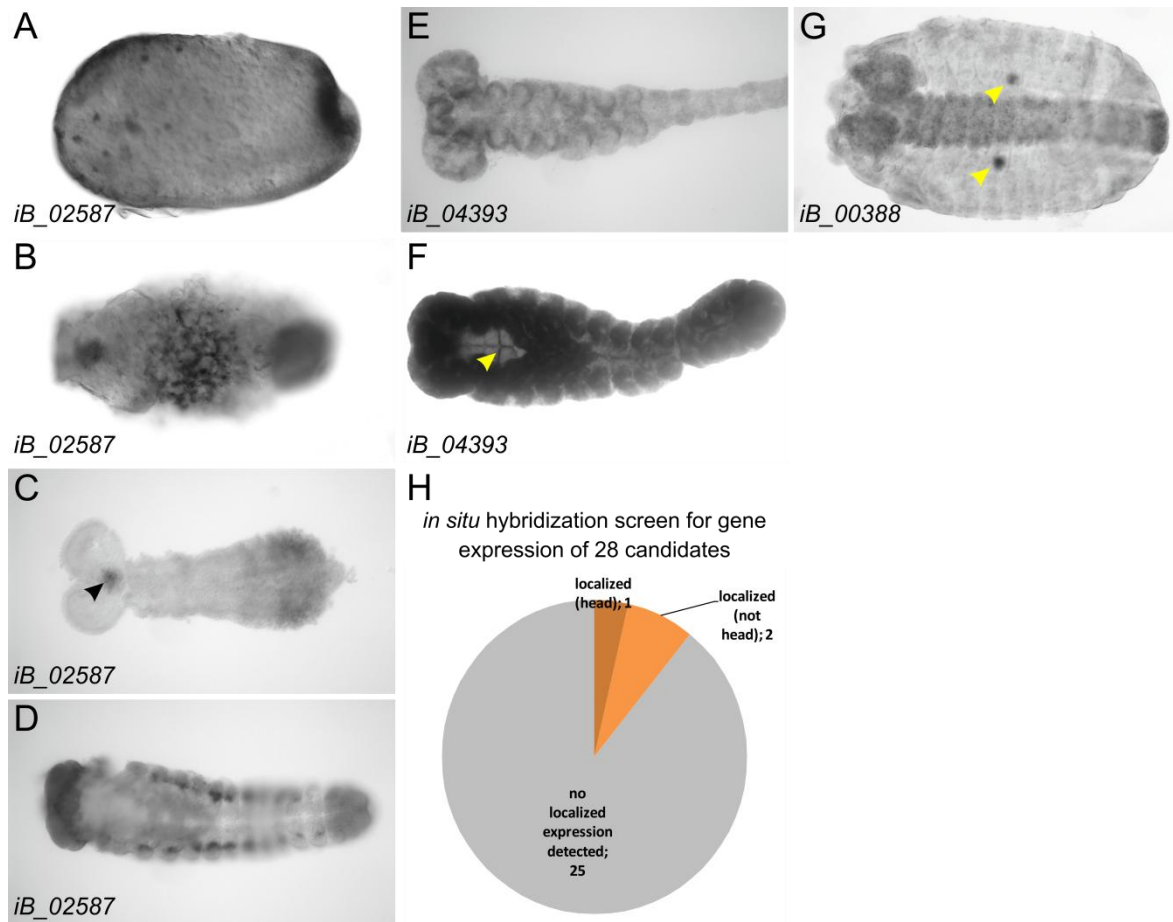 A
iB_02587
B
iB_02587
C
iB_02587
D
iB_02587
E
iB_04393
F
iB_04393
G
iB_00388
H
in situ hybridization screen for gene
expression of 28 candidates
localized
(head); 1
localized
(not
head); 2
no
localized
expression
detected;
25